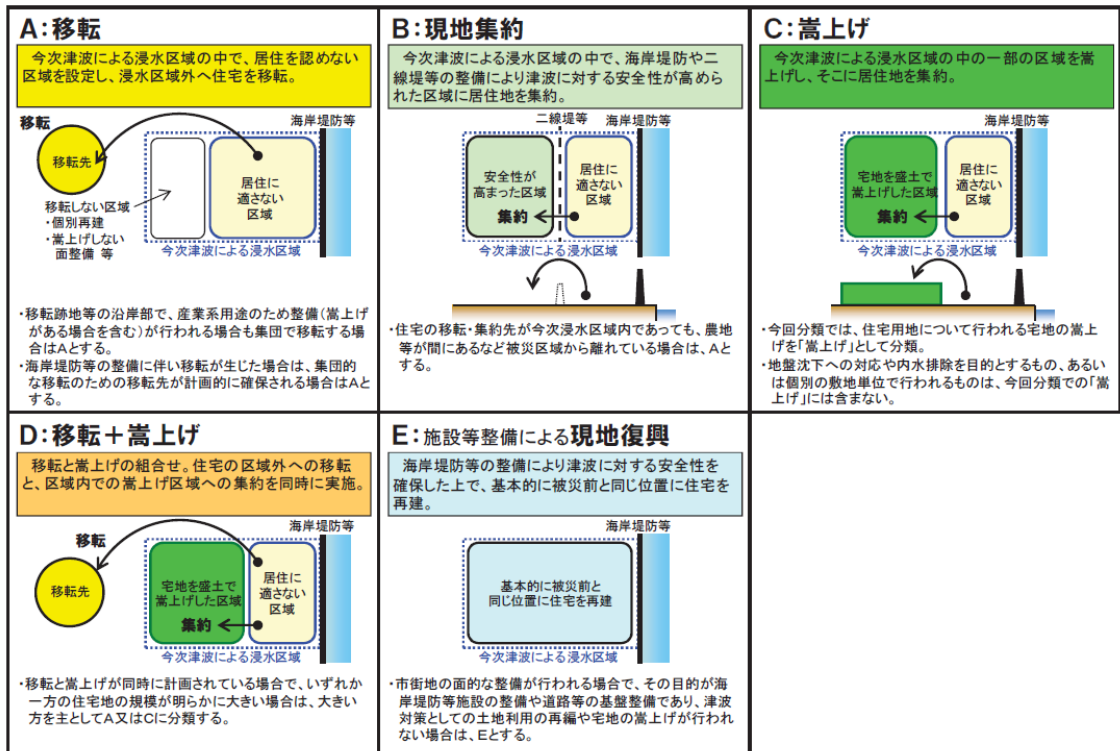 A:移転
今次津波による浸水区域の中で、居住を認めない
区域を設定し、浸水区域外へ住宅を移転。
移転
海岸堤防等
移転先
居住に
適さない
区域
移転しない区域
・個別再建
・嵩上げしない
面整備 等
今次津波による浸水区域
・移転跡地等の沿岸部で、産業系用途のため整備(嵩上げ
がある場合を含む)が行われる場合も集団で移転する場
合はAとする。
・海岸堤防等の整備に伴い移転が生じた場合は、集団的
な移転のための移転先が計画的に確保される場合はAと
する。
B:現地集約
今次津波による浸水区域の中で、海岸堤防や二
線堤等の整備により津波に対する安全性が高めら
れた区域に居住地を集約。
二線堤等
海岸堤防等
安全性が
高まった区域
集約
居住に
適さない
区域
今次津波による浸水区域
・住宅の移転・集約先が今次浸水区域内であっても、農地
等が間にあるなど被災区域から離れている場合は、Aと
する。
C:嵩上げ
今次津波による浸水区域の中の一部の区域を嵩
上げし、そこに居住地を集約。
海岸堤防等
宅地を盛土で
嵩上げした区域
集約
居住に
適さない
区域
今次津波による浸水区域
・今回分類では、住宅用地について行われる宅地の嵩上
げを「嵩上げ」として分類。
・地盤沈下への対応や内水排除を目的とするもの、あるい
は個別の敷地単位で行われるものは、今回分類での「嵩
上げ」には含まない。
D:移転+嵩上げ
移転と嵩上げの組合せ。住宅の区域外への移転
と、区域内での嵩上げ区域への集約を同時に実施。
海岸堤防等
移転
移転先
宅地を盛土で
嵩上げした区域
集約
居住に
適さない
区域
今次津波による浸水区域
・移転と嵩上げが同時に計画されている場合で、いずれか
一方の住宅地の規模が明らかに大きい場合は、大きい
方を主としてA又はCに分類する。
E:施設等整備による現地復興
海岸堤防等の整備により津波に対する安全性を
確保した上で、基本的に被災前と同じ位置に住宅を
再建。
海岸堤防等
基本的に被災前と
同じ位置に住宅を再建
今次津波による浸水区域
・市街地の面的な整備が行われる場合で、その目的が海
岸堤防等施設の整備や道路等の基盤整備であり、津波
対策としての土地利用の再編や宅地の嵩上げが行われ
ない場合は、Eとする。